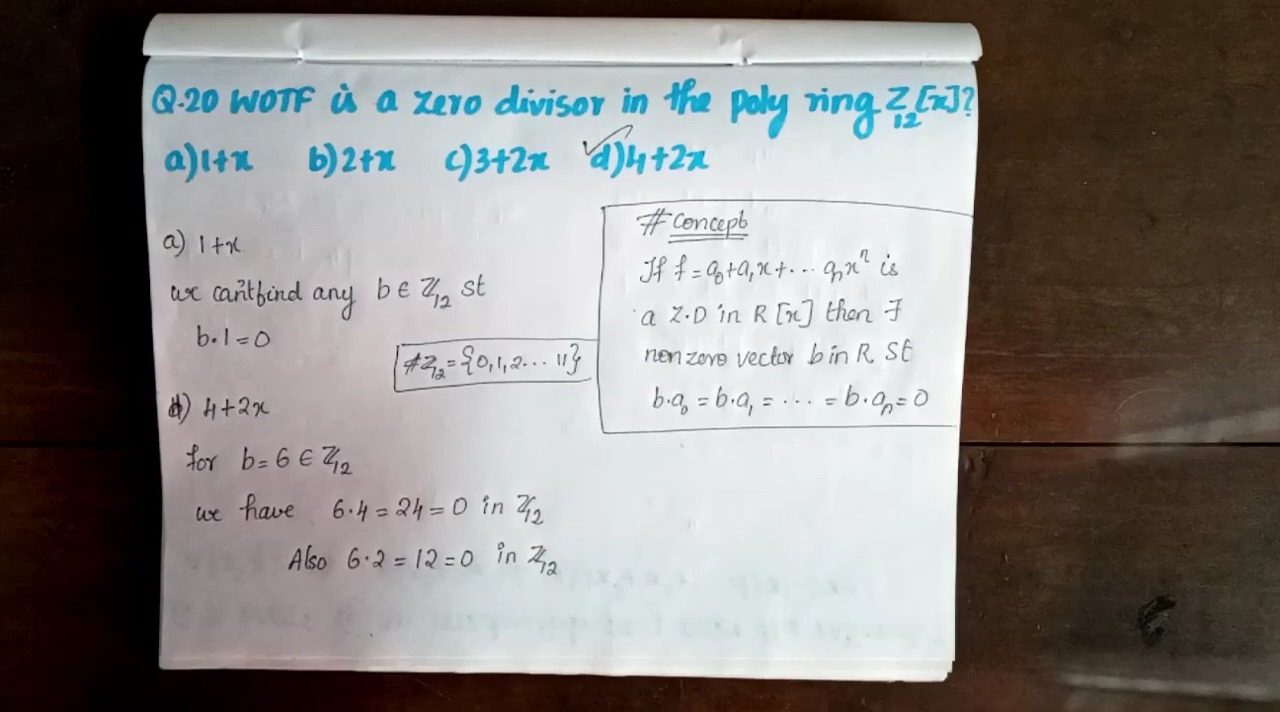 Q.20 WOTF is a zero divisor in the poly ring Z₁₂[x]?
a) 1+x b) 2+x c) 3+2x d) 4+2x
a) 1+x
we can't find any b ∈ Z₁₂ st
b·1=0
#Z₁₂={0,1,2... 11}
d) 4+2x
for b=6 ∈ Z₁₂
we have 6·4=24=0 in Z₁₂
Also 6·2=12=0 in Z₁₂
# Concept
If f=a₀+a₁x+... aₙxⁿ is
a Z.D in R[x] then ∃
non zero vector b in R St
b·a₀=b·a₁=...=b·aₙ=0